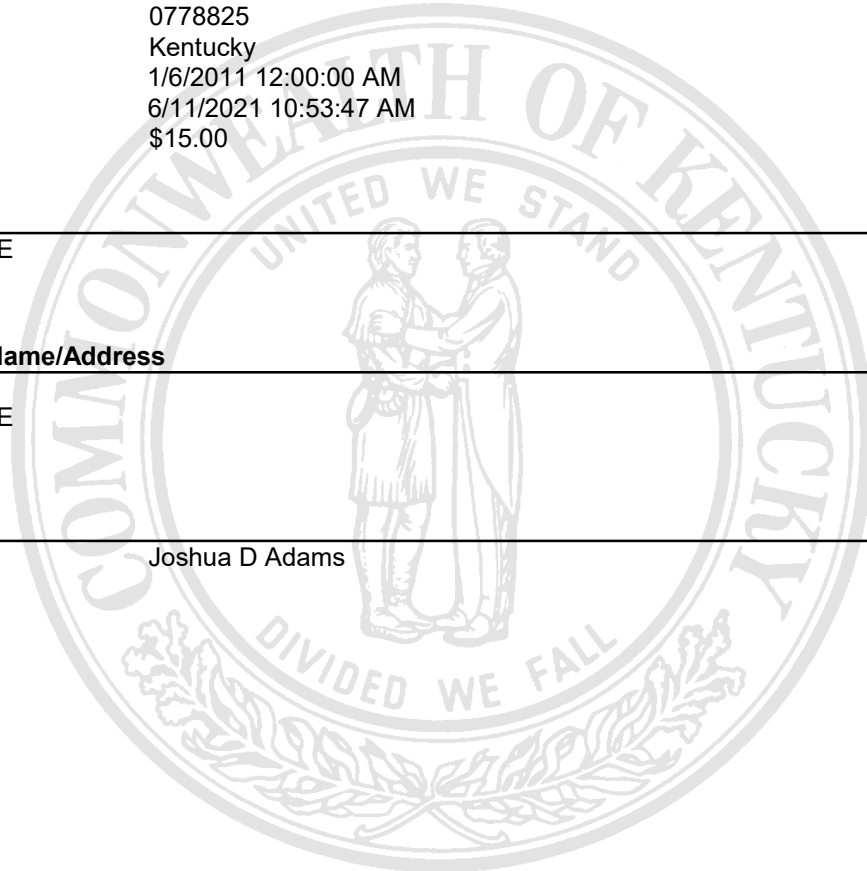 0778825
Kentucky
1/6/2011 12:00:00 AM
6/11/2021 10:53:47 AM
$15.00
COMMONWEALTH OF KENTUCKY
UNITED WE STAND
E
ame/Address
E
Joshua D Adams
DIVIDED WE FALL